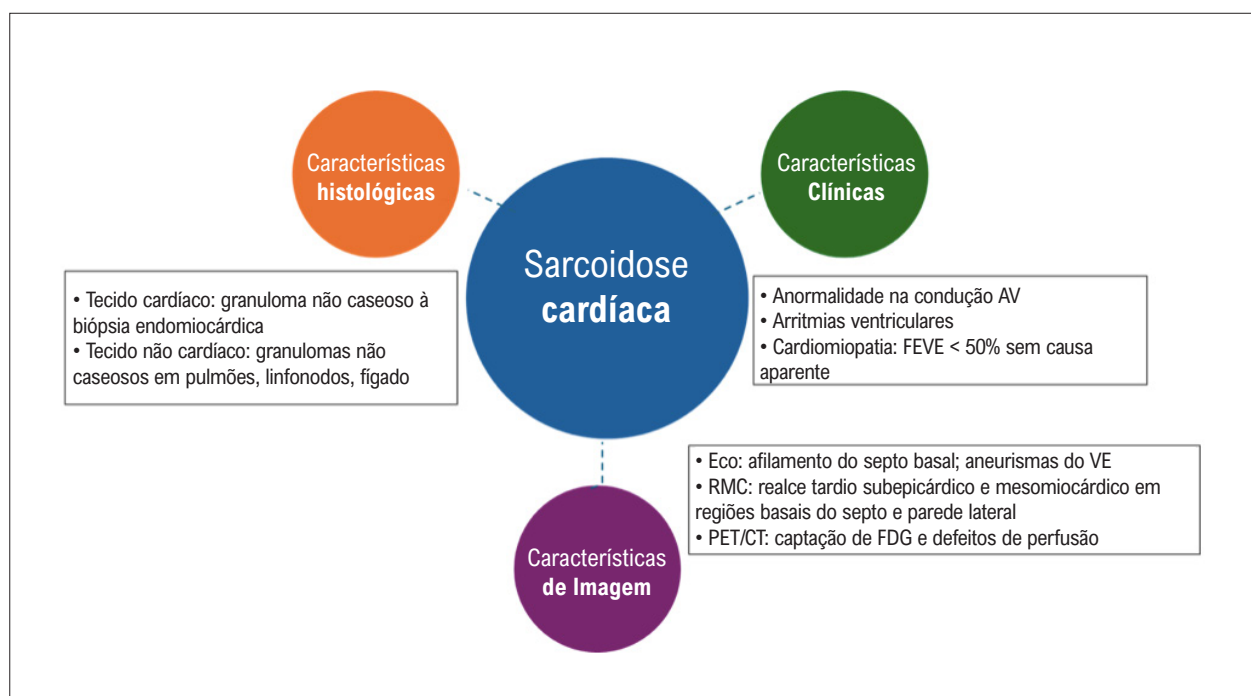 Características
histológicas
Características
Clínicas
Sarcoidose
cardíaca
• Tecido cardíaco: granuloma não caseoso à
biópsia endomiocárdica
• Tecido não cardíaco: granulomas não
caseosos em pulmões, linfonodos, fígado
• Anormalidade na condução AV
• Arritmias ventriculares
• Cardiomiopatia: FEVE < 50% sem causa
aparente
• Eco: afilamento do septo basal; aneurismas do VE
• RMC: realce tardio subepicárdico e mesomiocárdico em
regiões basais do septo e parede lateral
• PET/CT: captação de FDG e defeitos de perfusão
Características
de Imagem